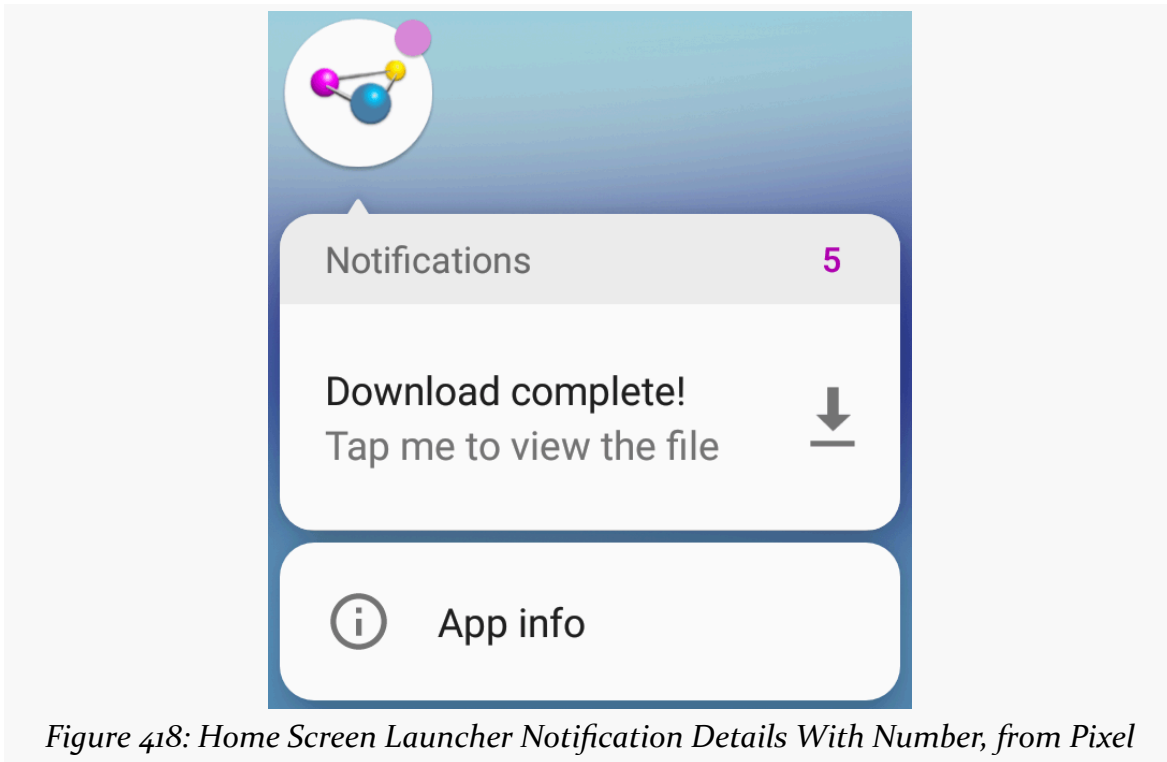 Notifications 5
Download complete!
Tap me to view the file
App info
Figure 418: Home Screen Launcher Notification Details With Number, from Pixel